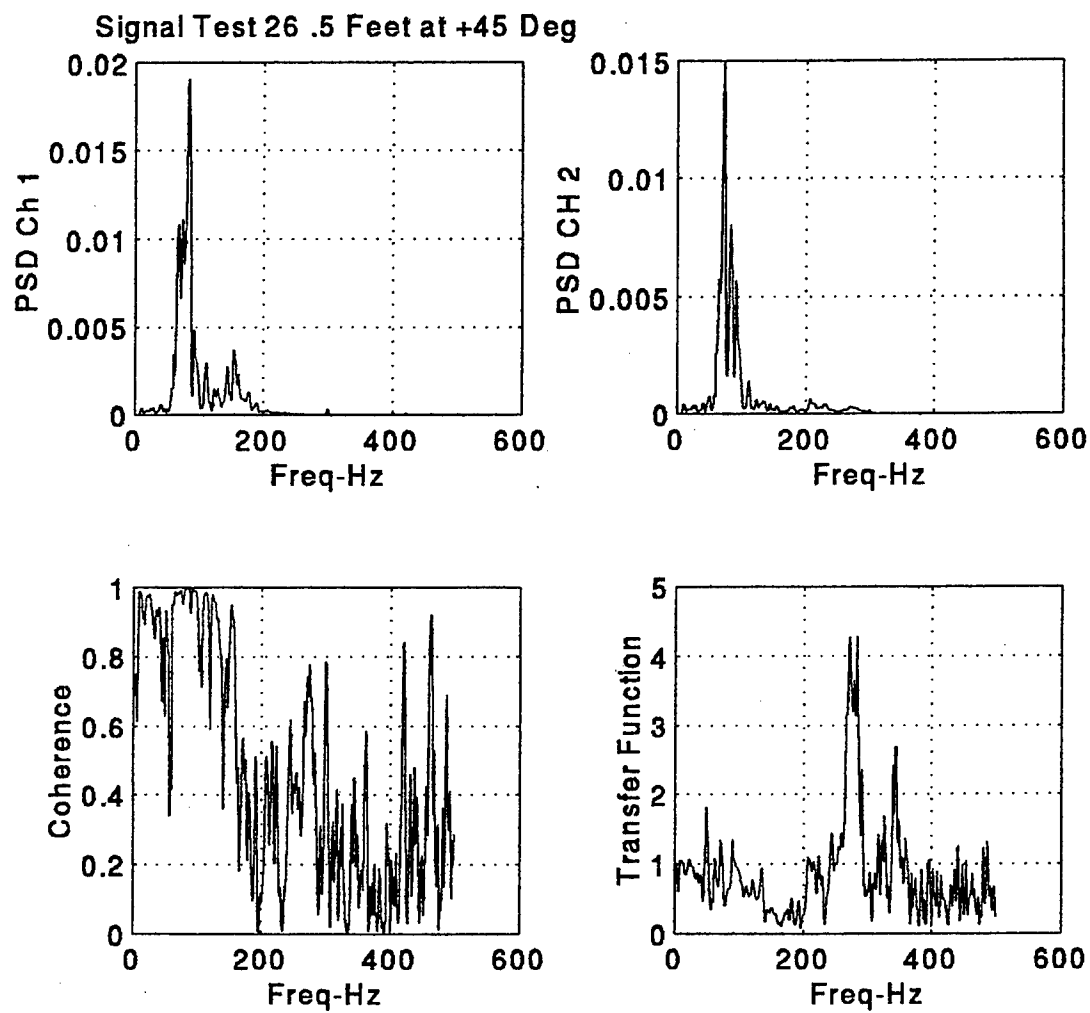 Signal Test 26 .5 Feet at +45 Deg
PSD Ch 1
0.02
0.015
0.01
0.005
0
0 200 400 600
Freq-Hz
PSD CH 2
0.015
0.01
0.005
0
0 200 400 600
Freq-Hz
Coherence
1
0.8
0.6
0.4
0.2
0
0 200 400 600
Freq-Hz
Transfer Function
5
4
3
2
1
0
0 200 400 600
Freq-Hz